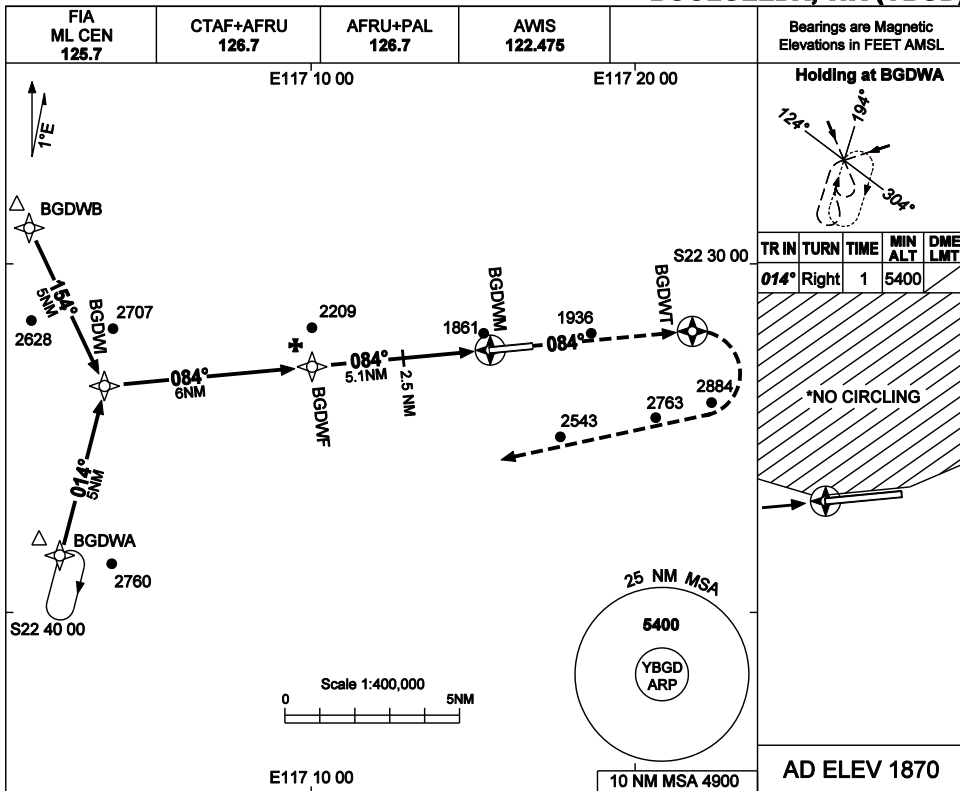 FIA
ML CEN
125.7
CTAF+AFRU
126.7
AFRU+PAL
126.7
AWIS
122.475
Bearings are Magnetic
Elevations in FEET AMSL
E117 10 00
E117 20 00
Holding at BGDWA
1°E
124°
194°
304°
BGDWB
S22 30 00
TR IN TURN TIME MIN ALT DME LMT
014° Right 1 5400
154°
5NM
BGDWI
2628
2707
2209
1861
BGDWM
1936
BGDWT
084°
6NM
084°
5.1NM
2.5 NM
084°
BGDWF
2884
2763
2543
*NO CIRCLING
014°
5NM
BGDWA
2760
S22 40 00
25 NM MSA
5400
YBGD
ARP
Scale 1:400,000
0 5NM
E117 10 00
10 NM MSA 4900
AD ELEV 1870